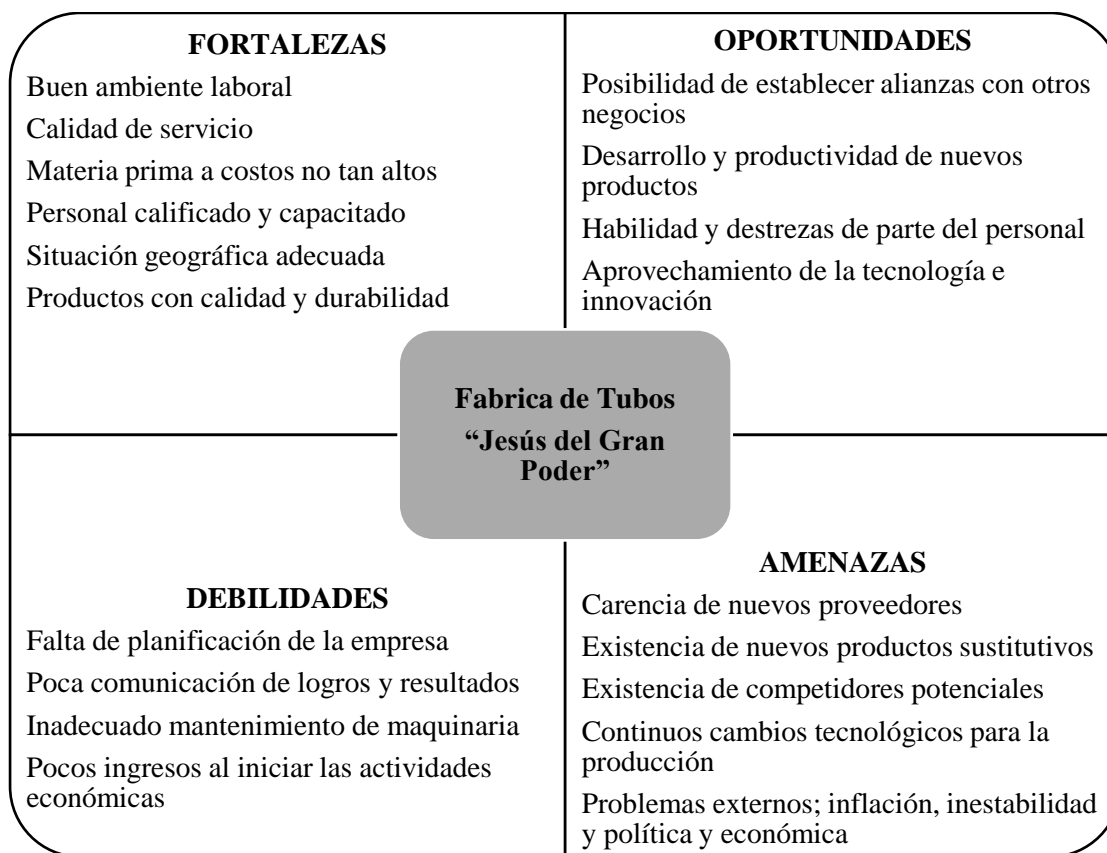 FORTALEZAS
Buen ambiente laboral
Calidad de servicio
Materia prima a costos no tan altos
Personal calificado y capacitado
Situación geográfica adecuada
Productos con calidad y durabilidad
OPORTUNIDADES
Posibilidad de establecer alianzas con otros
negocios
Desarrollo y productividad de nuevos
productos
Habilidad y destrezas de parte del personal
Aprovechamiento de la tecnología e
innovación
Fabrica de Tubos
“Jesús del Gran
Poder”
DEBILIDADES
Falta de planificación de la empresa
Poca comunicación de logros y resultados
Inadecuado mantenimiento de maquinaria
Pocos ingresos al iniciar las actividades
económicas
AMENAZAS
Carencia de nuevos proveedores
Existencia de nuevos productos sustitutivos
Existencia de competidores potenciales
Continuos cambios tecnológicos para la
producción
Problemas externos; inflación, inestabilidad
y política y económica